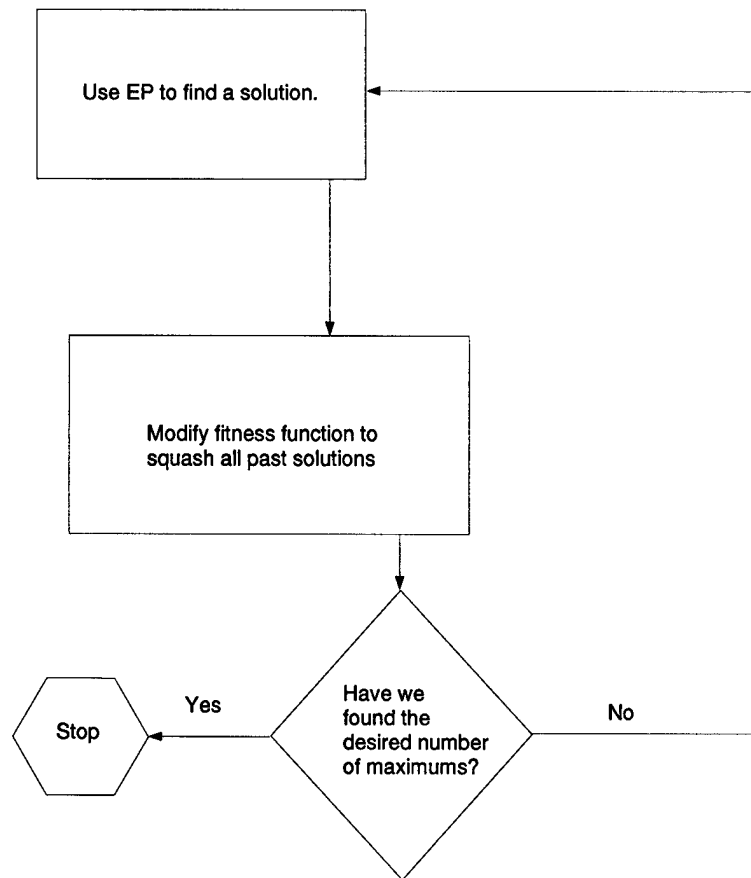 Use EP to find a solution.
Modify fitness function to
squash all past solutions
Have we
found the
desired number
of maximums?
Yes
No
Stop